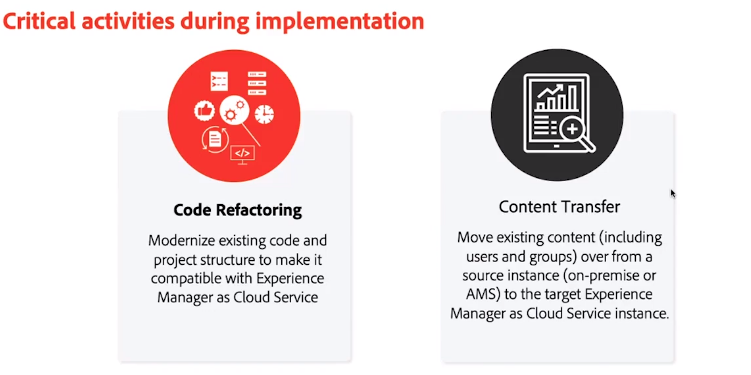 Critical activities during implementation
Code Refactoring
Modernize existing code and
project structure to make it
compatible with Experience
Manager as Cloud Service
Content Transfer
Move existing content (including
users and groups) over from a
source instance (on-premise or
AMS) to the target Experience
Manager as Cloud Service instance.